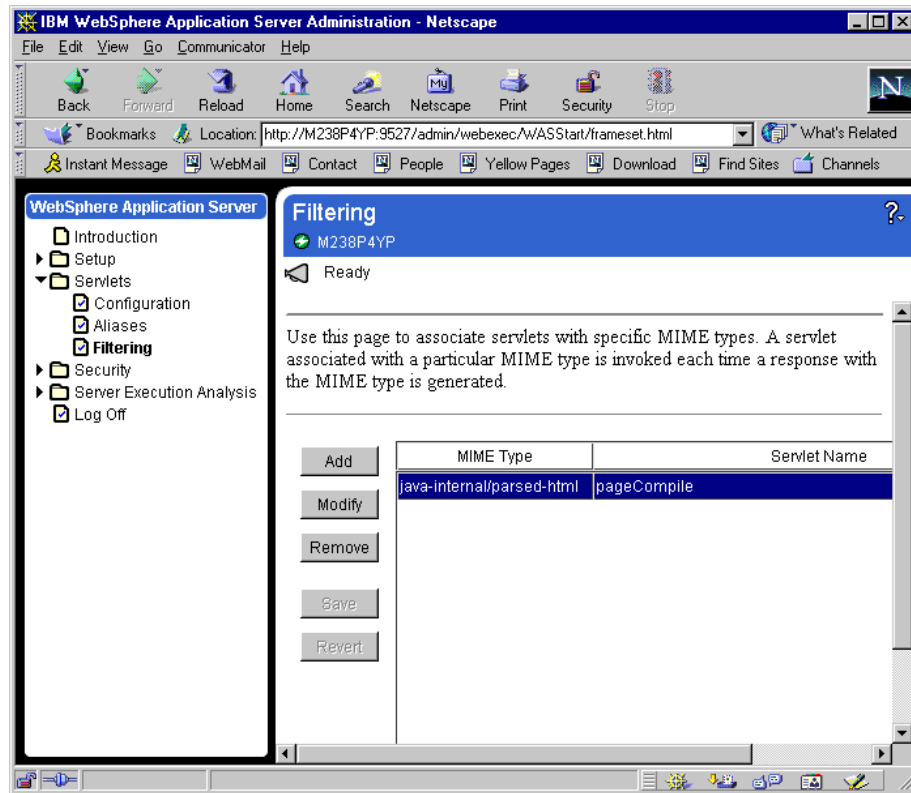 IBM WebSphere Application Server Administration - Netscape
File Edit View Go Communicator Help
My
N
Back Forward Reload Home Search Netscape Print Security Stop
Bookmarks Location: http://M238P4YP:9527/admin/webexec/WASStart/frameset.html What's Related
Instant Message WebMail Contact People Yellow Pages Download Find Sites Channels
WebSphere Application Server
Introduction
Setup
Servlets
Configuration
Aliases
Filtering
Security
Server Execution Analysis
Log Off
Filtering
?
M238P4YP
Ready
Use this page to associate servlets with specific MIME types. A servlet
associated with a particular MIME type is invoked each time a response with
the MIME type is generated.
Add
Modify
Remove
Save
Revert
MIME Type Servlet Name
java-internal/parsed-html pageCompile